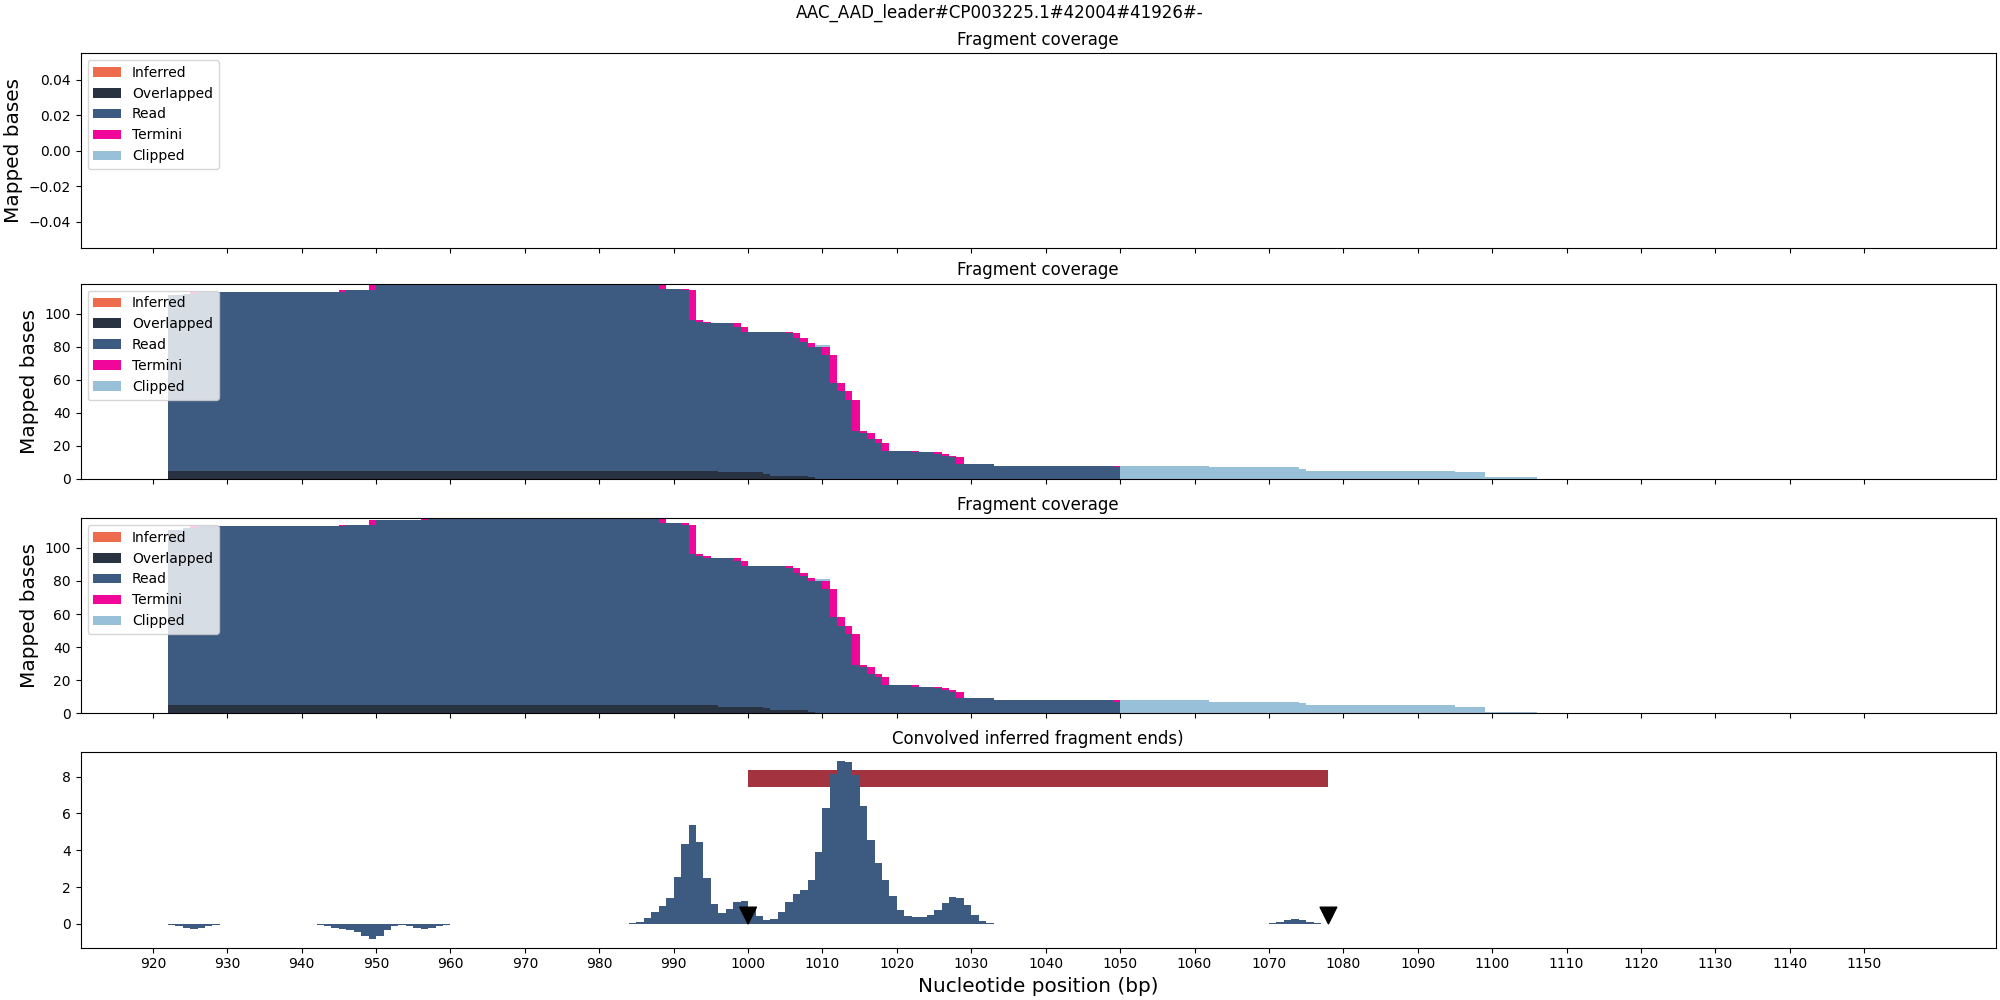 AAC_AAD_leader#CP003225.1#42004#41926#-
Fragment coverage
Mapped bases
0.04
0.02
0.00
−0.02
−0.04
Inferred
Overlapped
Read
Termini
Clipped
Fragment coverage
Mapped bases
100
80
60
40
20
0
Inferred
Overlapped
Read
Termini
Clipped
Fragment coverage
Mapped bases
100
80
60
40
20
0
Inferred
Overlapped
Read
Termini
Clipped
Convolved inferred fragment ends)
8
6
4
2
0
920 930 940 950 960 970 980 990 1000 1010 1020 1030 1040 1050 1060 1070 1080 1090 1100 1110 1120 1130 1140 1150
Nucleotide position (bp)